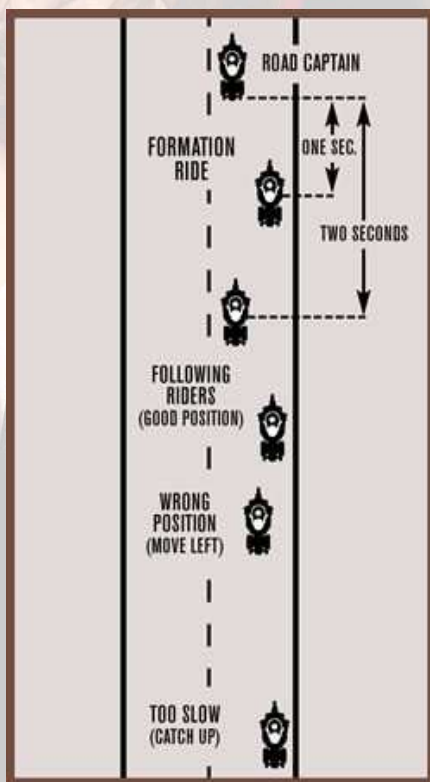 ROAD CAPTAIN
FORMATION
RIDE
ONE SEC.
TWO SECONDS
FOLLOWING
RIDERS
(GOOD POSITION)
WRONG
POSITION
(MOVE LEFT)
TOO SLOW
(CATCH UP)